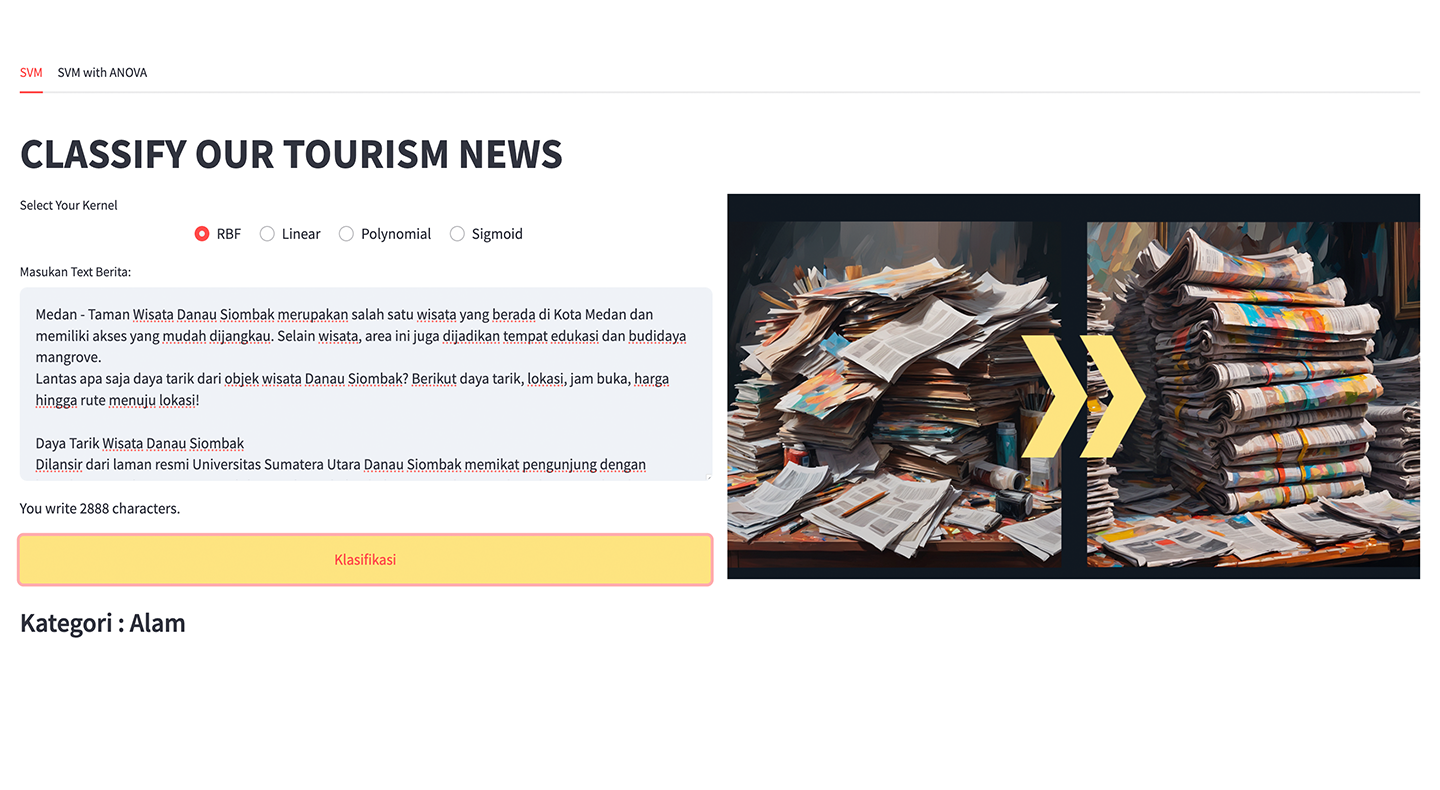 SVM SVM with ANOVA
CLASSIFY OUR TOURISM NEWS
Select Your Kernel
RBF Linear Polynomial Sigmoid
Masukan Text Berita:
Medan - Taman Wisata Danau Siombak merupakan salah satu wisata yang berada di Kota Medan dan
memiliki akses yang mudah dijangkau. Selain wisata, area ini juga dijadikan tempat edukasi dan budidaya
mangrove.
Lantas apa saja daya tarik dari objek wisata Danau Siombak? Berikut daya tarik, lokasi, jam buka, harga
hingga rute menuju lokasi!
Daya Tarik Wisata Danau Siombak
Dilansir dari laman resmi Universitas Sumatera Utara Danau Siombak memikat pengunjung dengan
You write 2888 characters.
Klasifikasi
Kategori : Alam